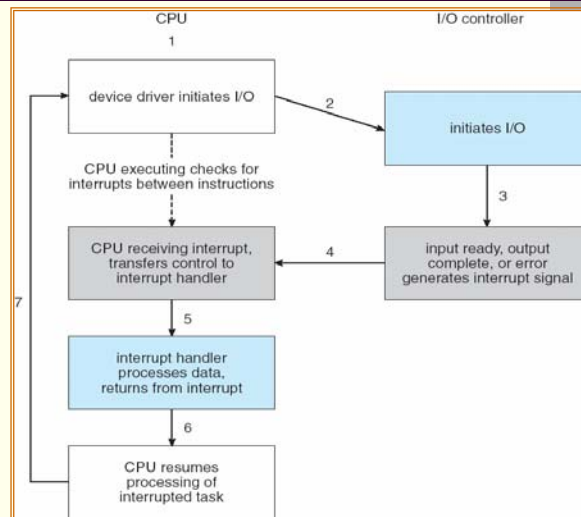 CPU
I/O controller
1
device driver initiates I/O
2
initiates I/O
CPU executing checks for
interrupts between instructions
3
CPU receiving interrupt,
transfers control to
interrupt handler
4
input ready, output
complete, or error
generates interrupt signal
7
5
interrupt handler
processes data,
returns from interrupt
6
CPU resumes
processing of
interrupted task